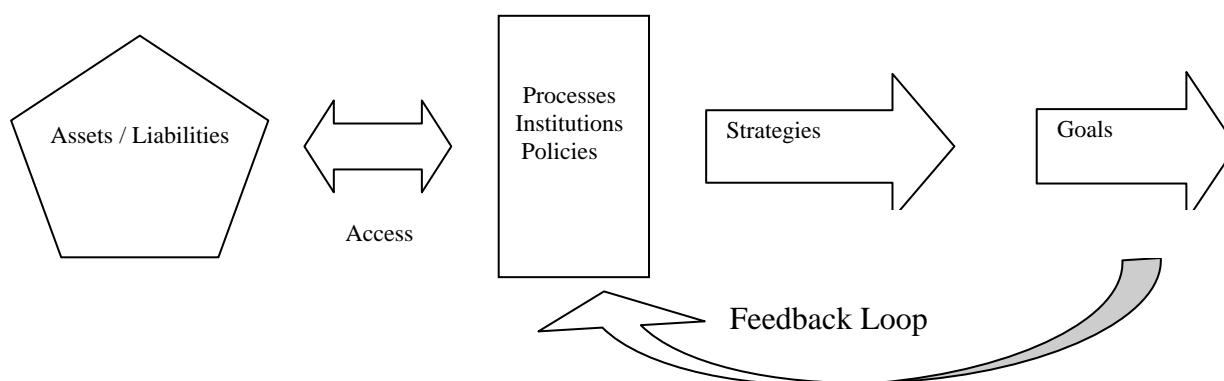 Assets / Liabilities
Access
Processes
Institutions
Policies
Strategies
Goals
Feedback Loop